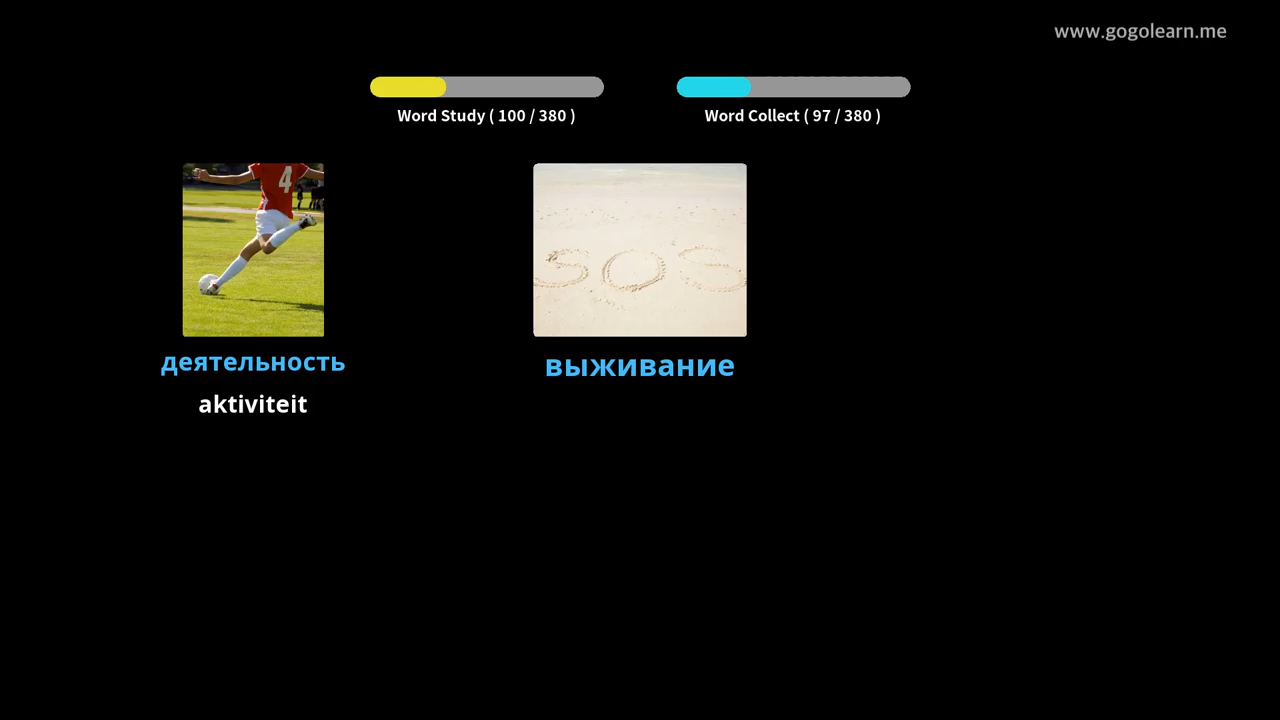 www.gogolearn.me
Word Study ( 100 / 380 )
Word Collect ( 97 / 380 )
4
SOS
деятельность
выживание
aktiviteit